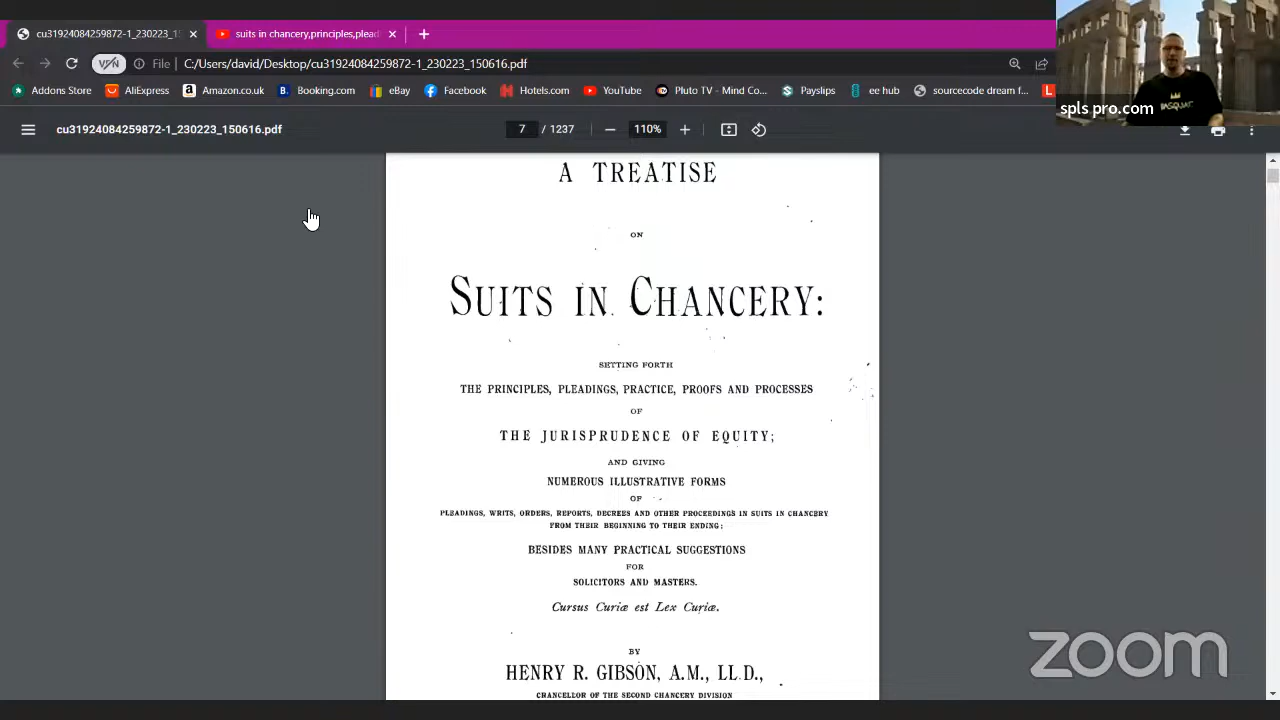 cu31924084259872-1_230223_15
suits in chancery,principles,plead
File C:/Users/david/Desktop/cu31924084259872-1_230223_150616.pdf
VPN
Addons Store AliExpress Amazon.co.uk Booking.com eBay Facebook Hotels.com YouTube Pluto TV - Mind Co... Payslips ee hub sourcecode dream f...
spls pro.com
cu31924084259872-1_230223_150616.pdf 7 / 1237 110%
A TREATISE
ON
SUITS IN CHANCERY:
SETTING FORTH
THE PRINCIPLES, PLEADINGS, PRACTICE, PROOFS AND PROCESSES
OF
THE JURISPRUDENCE OF EQUITY;
AND GIVING
NUMEROUS ILLUSTRATIVE FORMS
OF
PLEADINGS, WRITS, ORDERS, REPORTS, DECREES AND OTHER PROCEEDINGS IN SUITS IN CHANCERY
FROM THEIR BEGINNING TO THEIR ENDING;
BESIDES MANY PRACTICAL SUGGESTIONS
FOR
SOLICITORS AND MASTERS.
Cursus Curiæ est Lex Curiæ.
BY
HENRY R. GIBSON, A.M., LL.D.,
CHANCELLOR OF THE SECOND CHANCERY DIVISION
zoom